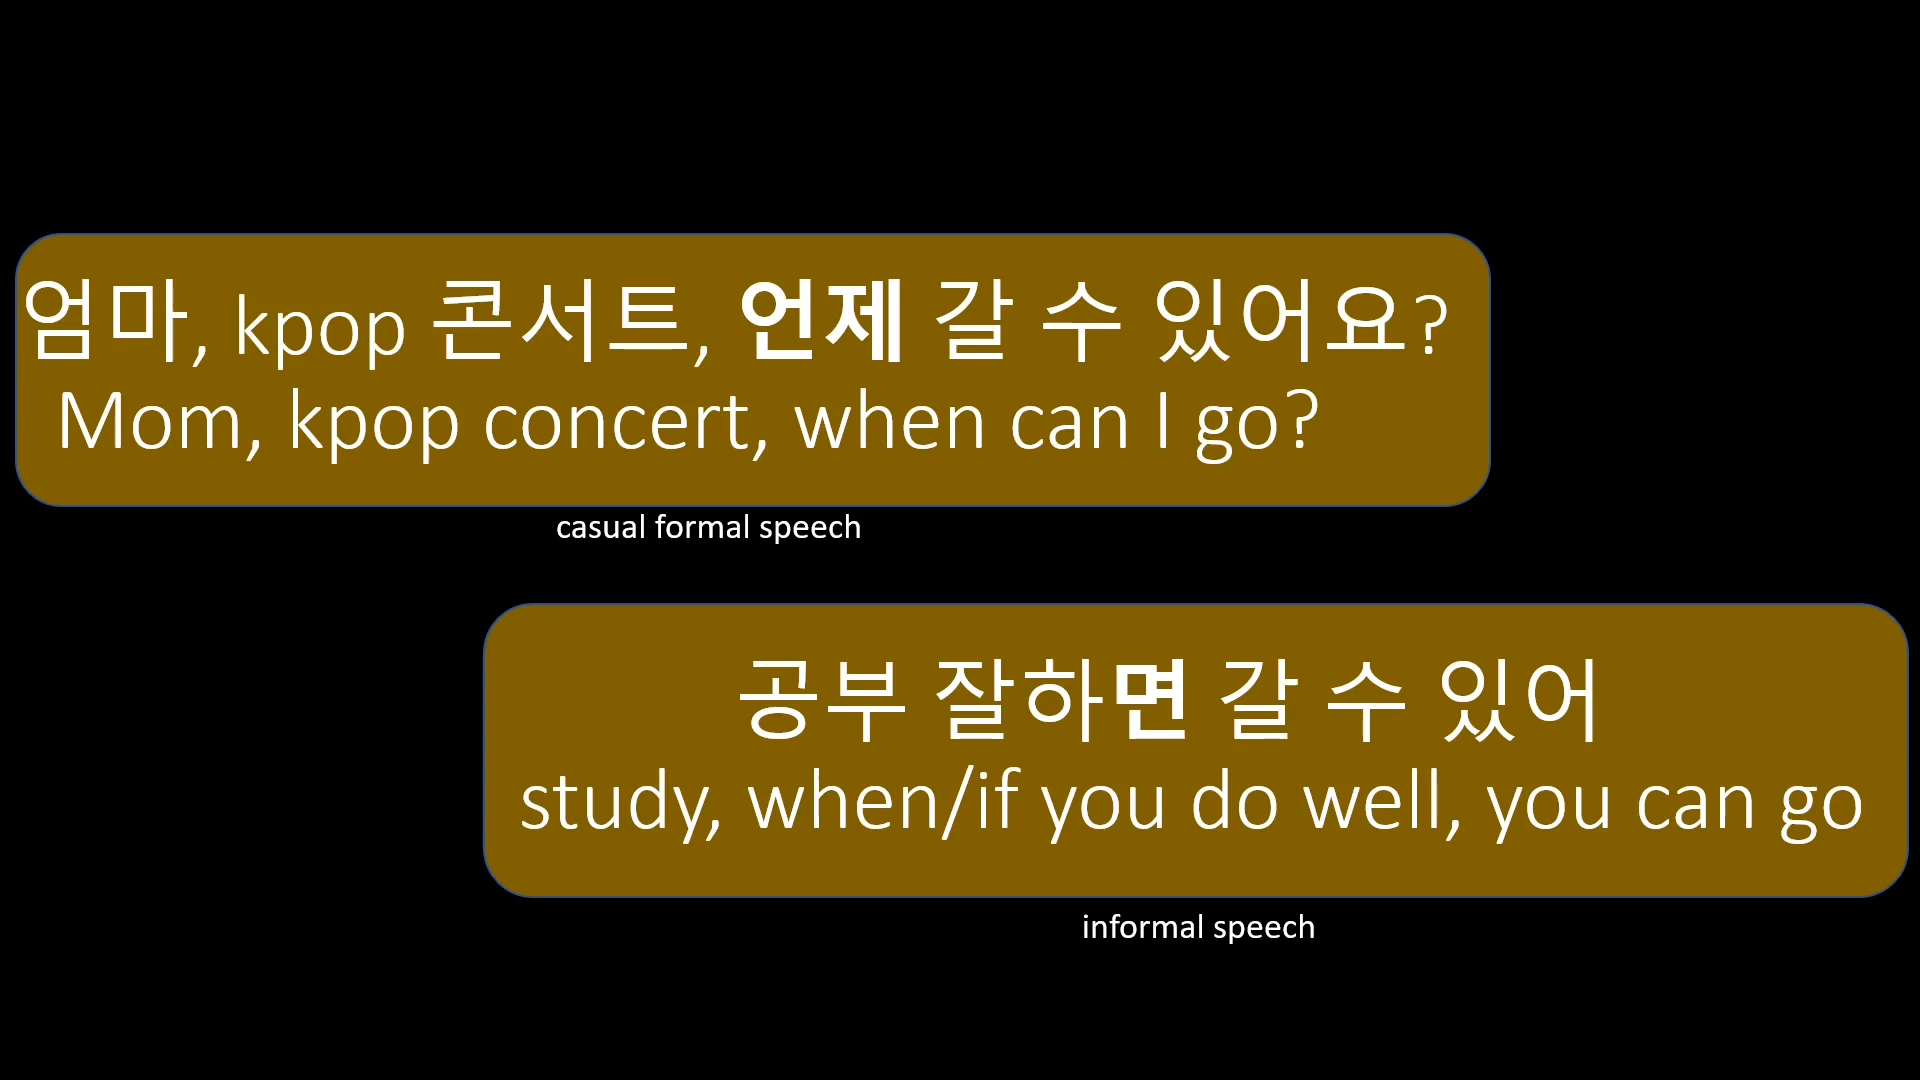 엄마, kpop 콘서트, 언제 갈 수 있어요?
Mom, kpop concert, when can I go?
casual formal speech
공부 잘하면 갈 수 있어
study, when/if you do well, you can go
informal speech